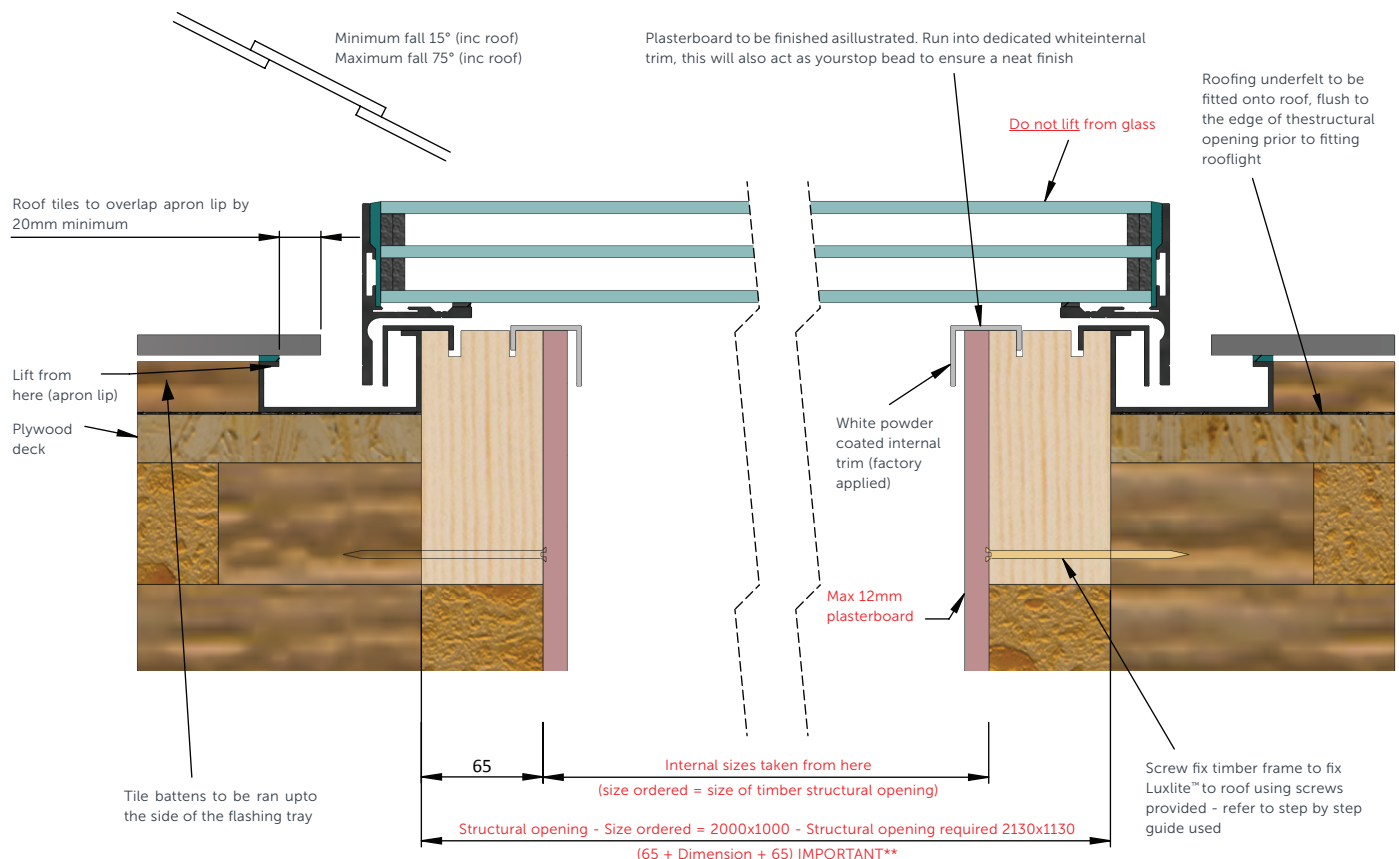 Minimum fall 15° (inc roof)
Maximum fall 75° (inc roof)
Plasterboard to be finished asillustrated. Run into dedicated whiteinternal
trim, this will also act as yourstop bead to ensure a neat finish
Roofing underfelt to be
fitted onto roof, flush to
the edge of thestructural
opening prior to fitting
rooflight
Do not lift from glass
Roof tiles to overlap apron lip by
20mm minimum
Lift from
here (apron lip)
Plywood
deck
White powder
coated internal
trim (factory
applied)
Max 12mm
plasterboard
65
Internal sizes taken from here
(size ordered = size of timber structural opening)
Tile battens to be ran upto
the side of the flashing tray
Screw fix timber frame to fix
Luxlite™ to roof using screws
provided - refer to step by step
guide used
Structural opening - Size ordered = 2000x1000 - Structural opening required 2130x1130
(65 + Dimension + 65) IMPORTANT**